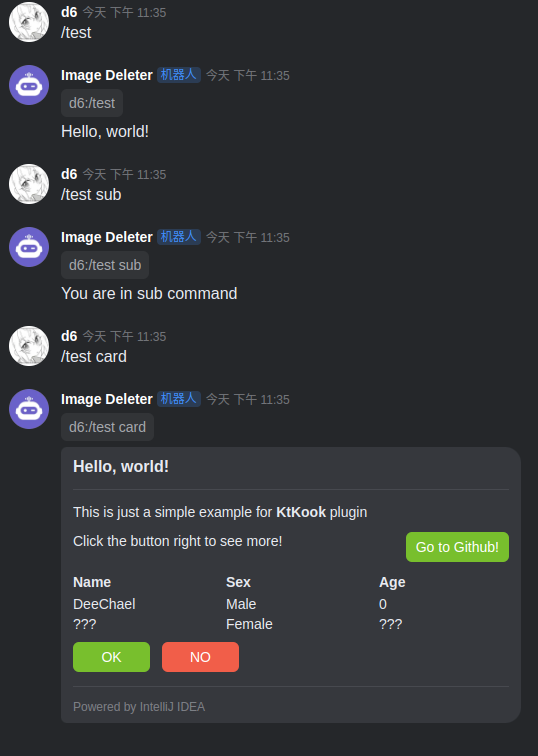 d6 今天 下午 11:35
/test
Image Deleter 机器人 今天 下午 11:35
d6:/test
Hello, world!
d6 今天 下午 11:35
/test sub
Image Deleter 机器人 今天 下午 11:35
d6:/test sub
You are in sub command
d6 今天 下午 11:35
/test card
Image Deleter 机器人 今天 下午 11:35
d6:/test card
Hello, world!
This is just a simple example for KtKook plugin
Click the button right to see more! Go to Github!
Name Sex Age
DeeChael Male 0
??? Female ???
OK NO
Powered by IntelliJ IDEA